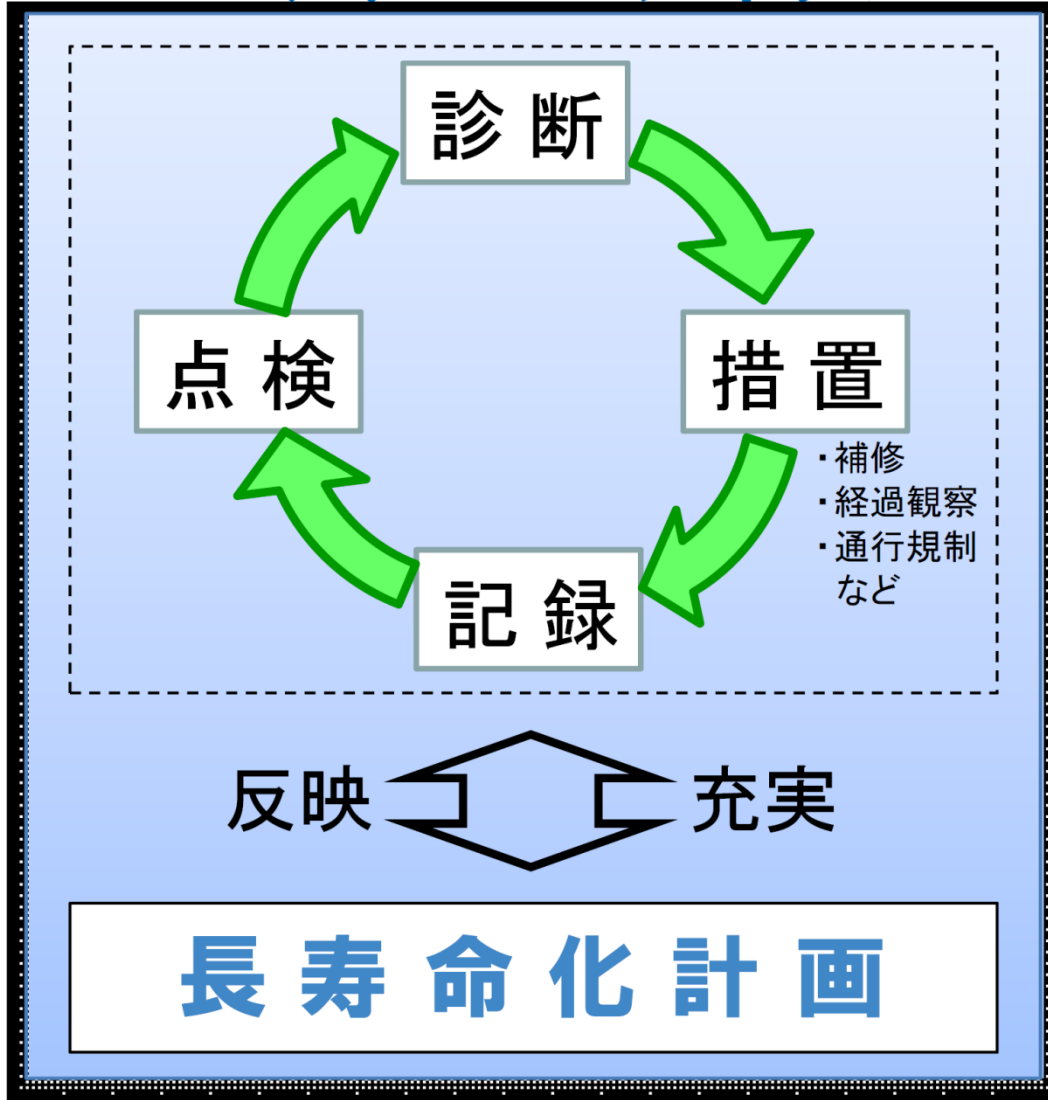 診断
点検
措置
・補修
・経過観察
・通行規制
など
記録
反映
充実
長寿命化計画